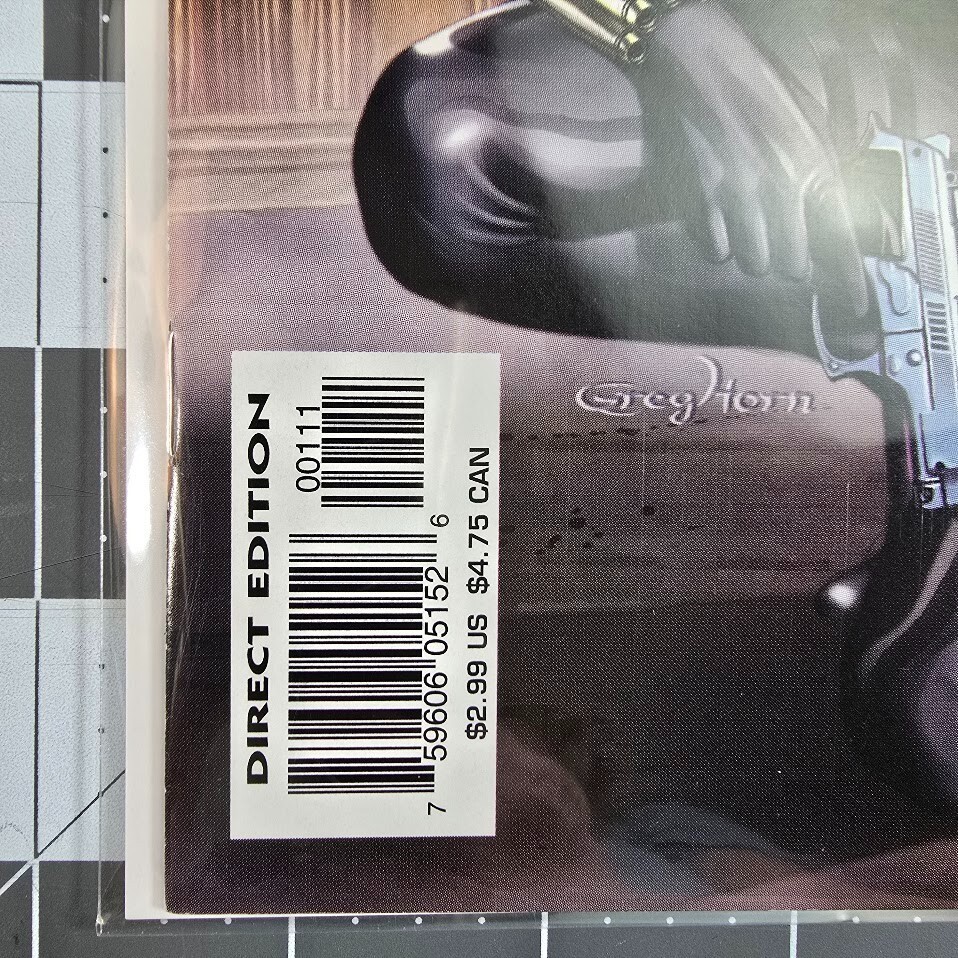 DIRECT EDITION
00111
7 59606 05152 6
$2.99 US $4.75 CAN
Greg Horn